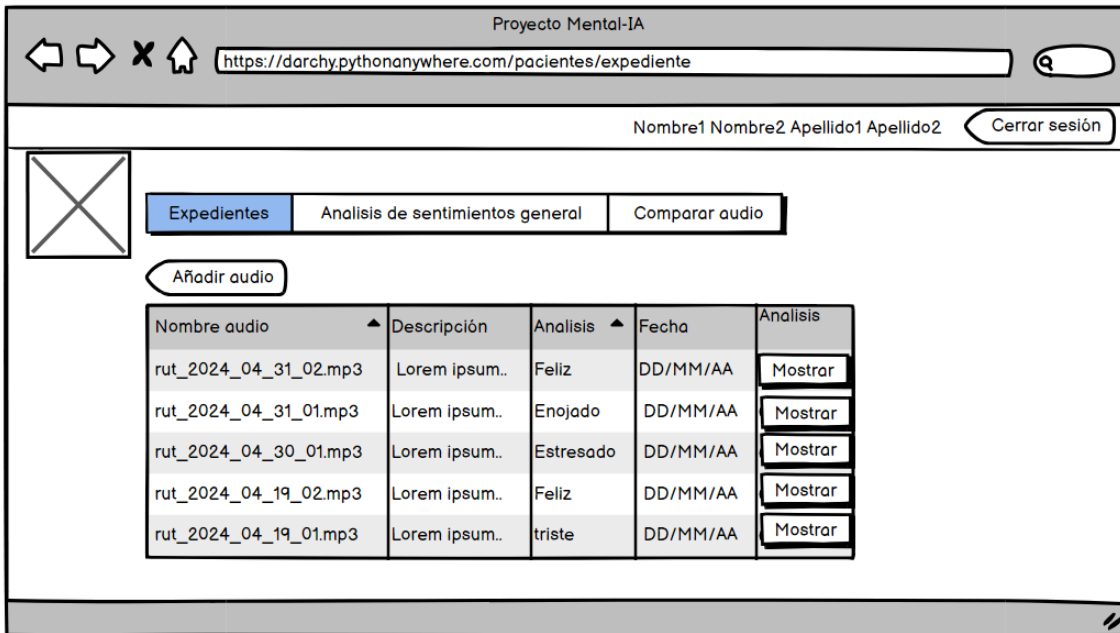 Proyecto Mental-IA
https://darchy.pythonanywhere.com/pacientes/expediente
Nombre1 Nombre2 Apellido1 Apellido2 Cerrar sesión
Expedientes Analisis de sentimientos general Comparar audio
Añadir audio
Nombre audio Descripción Analisis Fecha Analisis
rut_2024_04_31_02.mp3 Lorem ipsum.. Feliz DD/MM/AA Mostrar
rut_2024_04_31_01.mp3 Lorem ipsum.. Enojado DD/MM/AA Mostrar
rut_2024_04_30_01.mp3 Lorem ipsum.. Estresado DD/MM/AA Mostrar
rut_2024_04_19_02.mp3 Lorem ipsum.. Feliz DD/MM/AA Mostrar
rut_2024_04_19_01.mp3 Lorem ipsum.. triste DD/MM/AA Mostrar